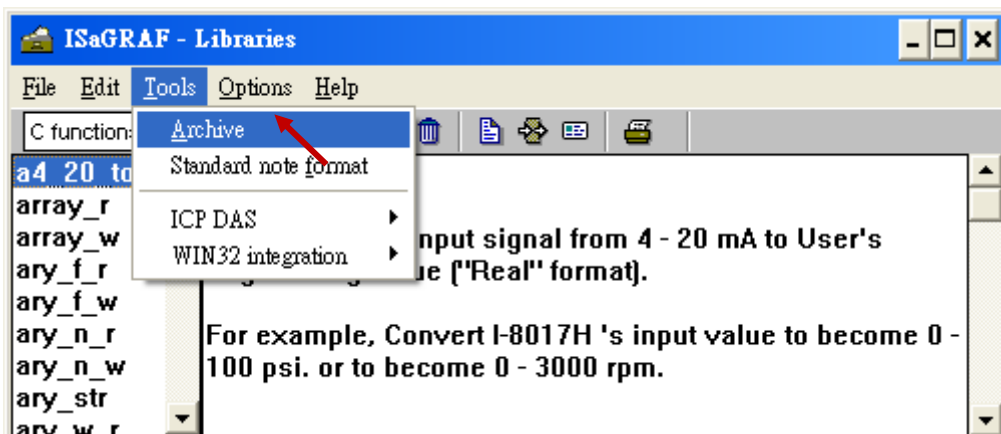 ISaGRAF - Libraries
File Edit Tools Options Help
C function
Archive
Standard note format
ICP DAS
WIN32 integration
a4_20_to
array_r
array_w
ary_f_r
ary_f_w
ary_n_r
ary_n_w
ary_str
ary_w_r
nput signal from 4 - 20 mA to User's
("Real" format).
For example, Convert I-8017H 's input value to become 0 -
100 psi. or to become 0 - 3000 rpm.